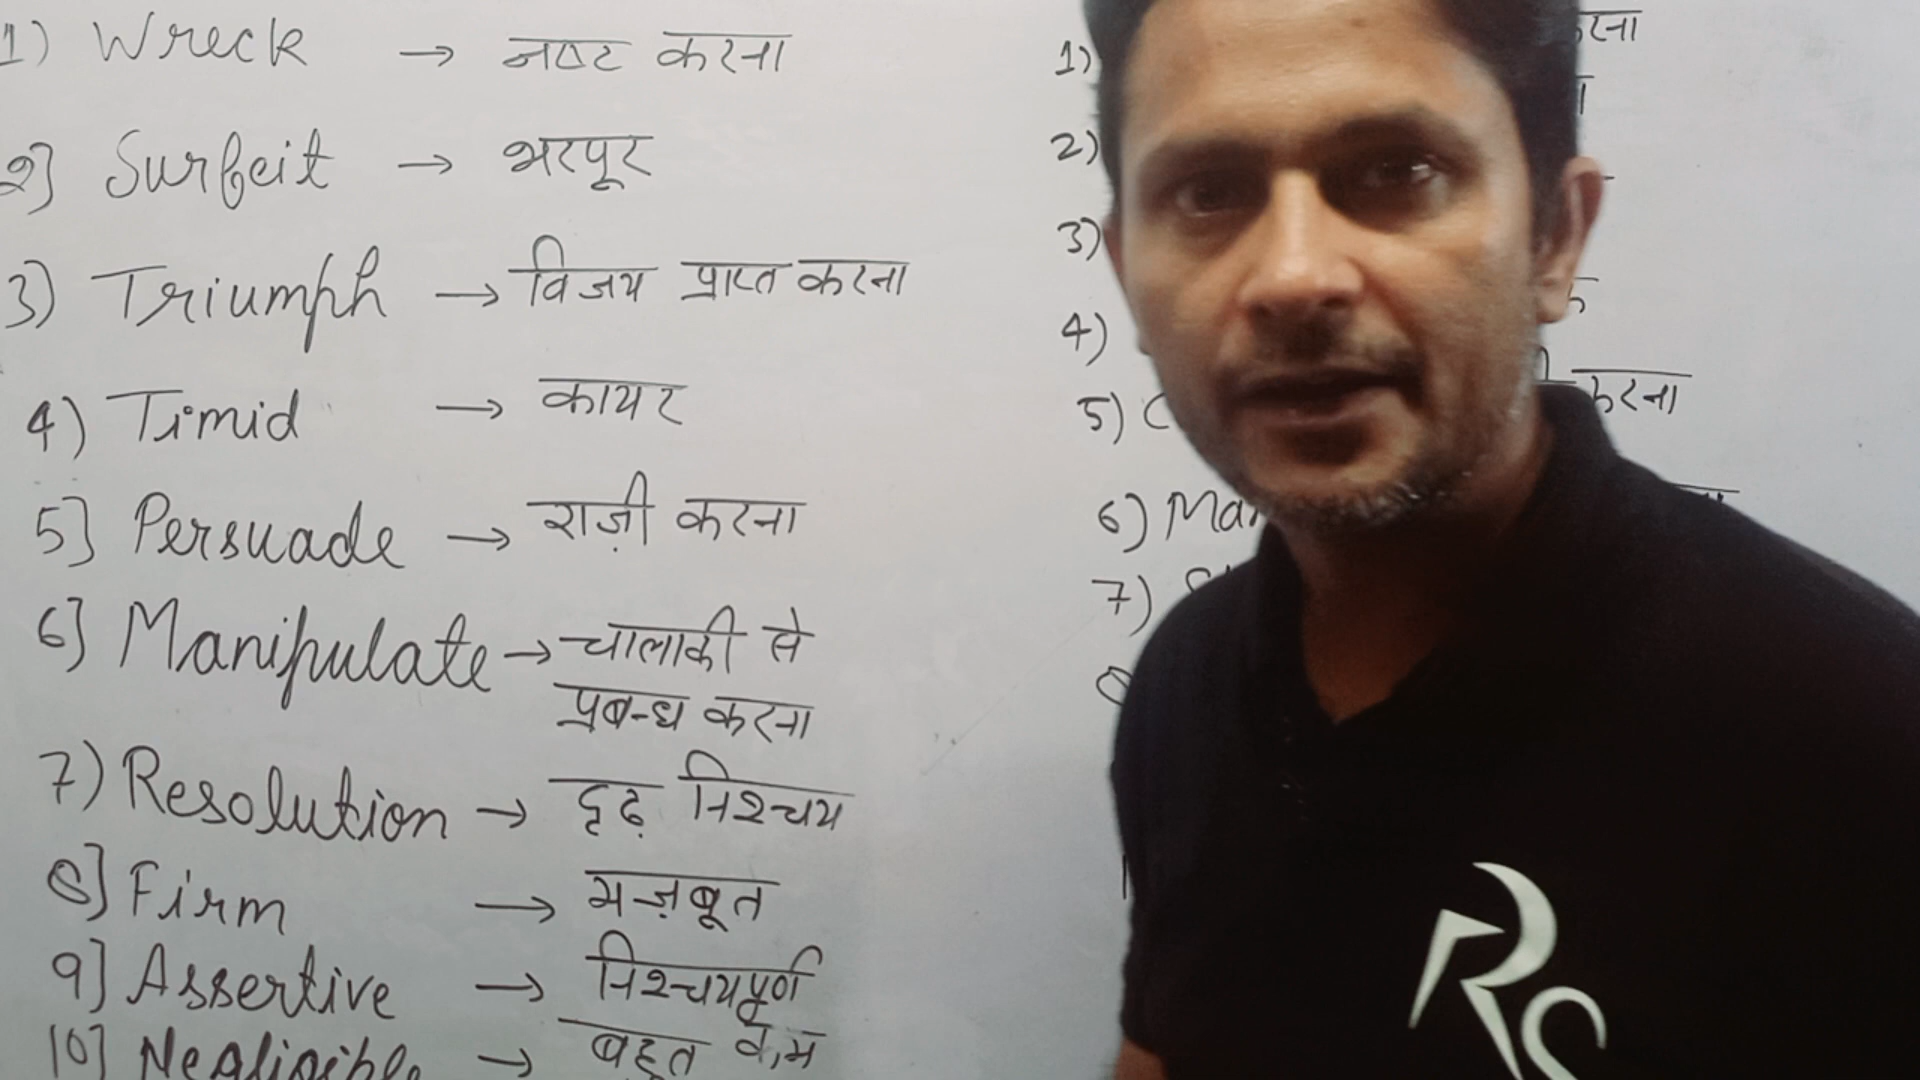 1) Wreck → नष्ट करना
2] Surfeit → भरपूर
3) Triumph → विजय प्राप्त करना
4) Timid → कायर
5] Persuade → राज़ी करना
6] Manipulate → चालाकी से
प्रबन्ध करना
7) Resolution → दृढ़ निश्चय
8] Firm → मज़बूत
9] Assertive → निश्चयपूर्ण
10] Negligible → बहुत कम
1)
2)
3)
4)
5) करना
6)
7)
RS